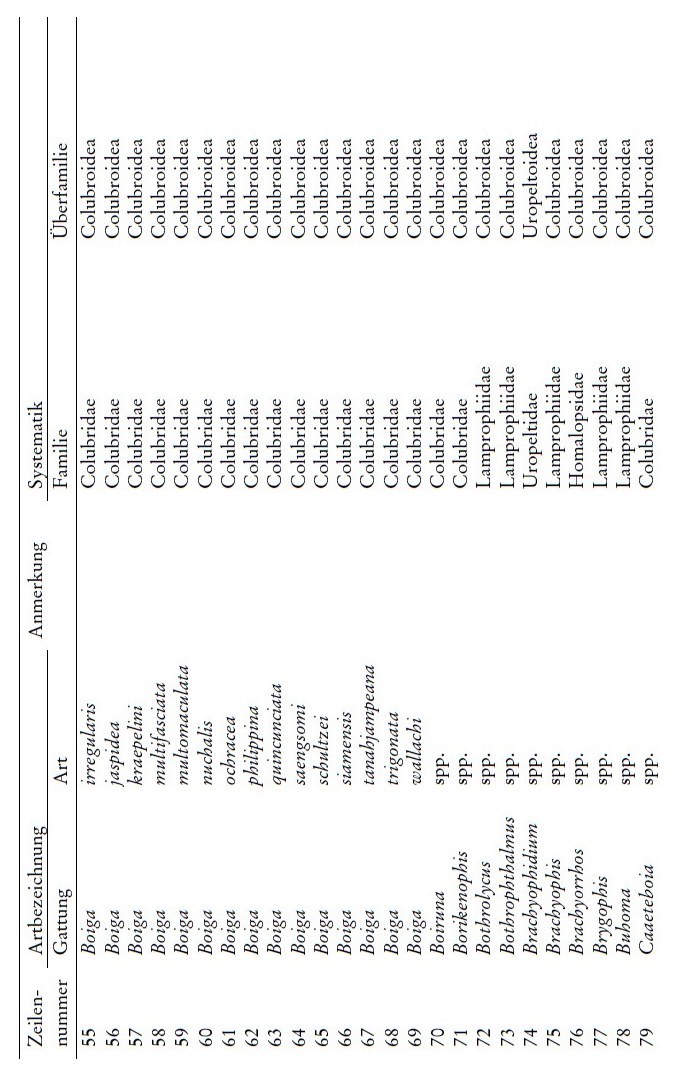 Zeilen- Artbezeichnung Anmerkung Systematik
nummer Gattung Art Familie Überfamilie
55 Boiga irregularis Colubridae Colubroidea
56 Boiga jaspidea Colubridae Colubroidea
57 Boiga kraepelini Colubridae Colubroidea
58 Boiga multifasciata Colubridae Colubroidea
59 Boiga multomaculata Colubridae Colubroidea
60 Boiga nuchalis Colubridae Colubroidea
61 Boiga ochracea Colubridae Colubroidea
62 Boiga philippina Colubridae Colubroidea
63 Boiga quincunciata Colubridae Colubroidea
64 Boiga saengsomi Colubridae Colubroidea
65 Boiga schultzei Colubridae Colubroidea
66 Boiga siamensis Colubridae Colubroidea
67 Boiga tanahjampeana Colubridae Colubroidea
68 Boiga trigonata Colubridae Colubroidea
69 Boiga wallachi Colubridae Colubroidea
70 Boiruna spp. Colubridae Colubroidea
71 Borikenophis spp. Colubridae Colubroidea
72 Bothrolycus spp. Lamprophiidae Colubroidea
73 Bothrophthalmus spp. Lamprophiidae Colubroidea
74 Brachyophidium spp. Uropeltidae Uropeltoidea
75 Brachyophis spp. Lamprophiidae Colubroidea
76 Brachyorrhos spp. Homalopsidae Colubroidea
77 Brygophis spp. Lamprophiidae Colubroidea
78 Buhoma spp. Lamprophiidae Colubroidea
79 Caaeteboia spp. Colubridae Colubroidea